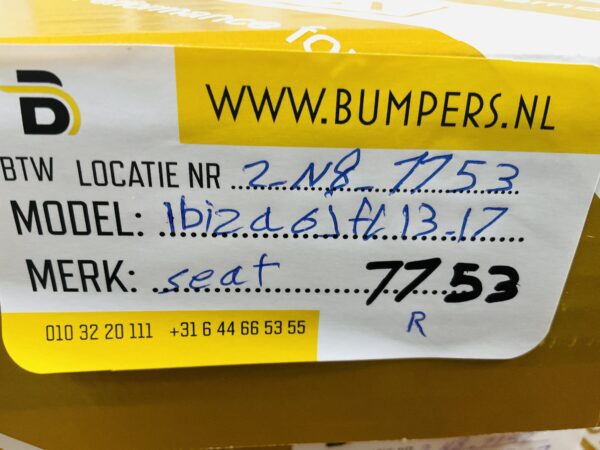 WWW.BUMPERS.NL
BTW LOCATIE NR 2-N8-7753
MODEL: Ibiza 6J fl 13-17
MERK: seat 7753
R
010 32 20 111 +31 6 44 66 53 55